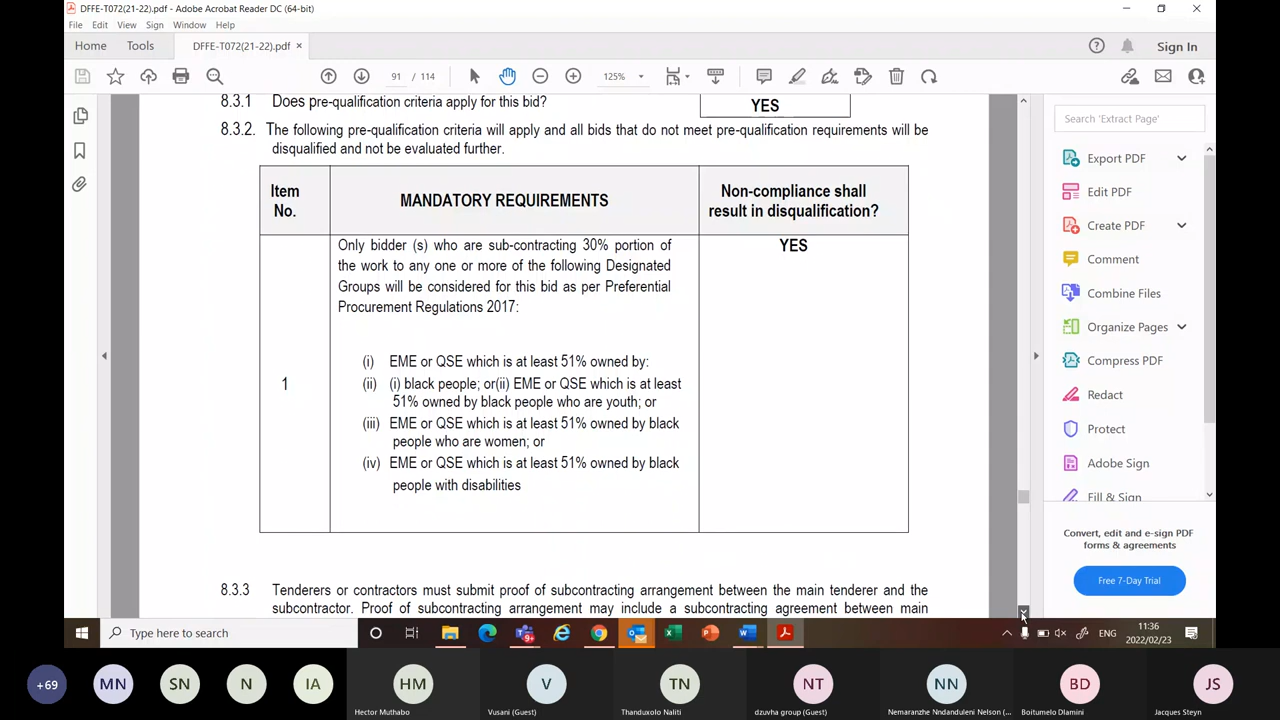 DFFE-T072(21-22).pdf - Adobe Acrobat Reader DC (64-bit)
File Edit View Sign Window Help
Home Tools DFFE-T072(21-22).pdf × Sign In
91 / 114 125%
8.3.1 Does pre-qualification criteria apply for this bid? YES
8.3.2. The following pre-qualification criteria will apply and all bids that do not meet pre-qualification requirements will be
disqualified and not be evaluated further.
Item
No.
MANDATORY REQUIREMENTS
Non-compliance shall
result in disqualification?
1
Only bidder (s) who are sub-contracting 30% portion of
the work to any one or more of the following Designated
Groups will be considered for this bid as per Preferential
Procurement Regulations 2017:
(i) EME or QSE which is at least 51% owned by:
(ii) (i) black people; or(ii) EME or QSE which is at least
51% owned by black people who are youth; or
(iii) EME or QSE which is at least 51% owned by black
people who are women; or
(iv) EME or QSE which is at least 51% owned by black
people with disabilities
YES
8.3.3 Tenderers or contractors must submit proof of subcontracting arrangement between the main tenderer and the
subcontractor. Proof of subcontracting arrangement may include a subcontracting agreement between main
Search 'Extract Page'
Export PDF
Edit PDF
Create PDF
Comment
Combine Files
Organize Pages
Compress PDF
Redact
Protect
Adobe Sign
Fill & Sign
Convert, edit and e-sign PDF
forms & agreements
Free 7-Day Trial
Type here to search
9+
ENG
11:36
2022/02/23
+69 MN SN N IA HM V TN NT NN BD JS
Hector Muthabo Vusani (Guest) Thanduxolo Naliti dzuvha group (Guest) Nemaranzhe Nndanduleni Nelson (... Boitumelo Dlamini Jacques Steyn